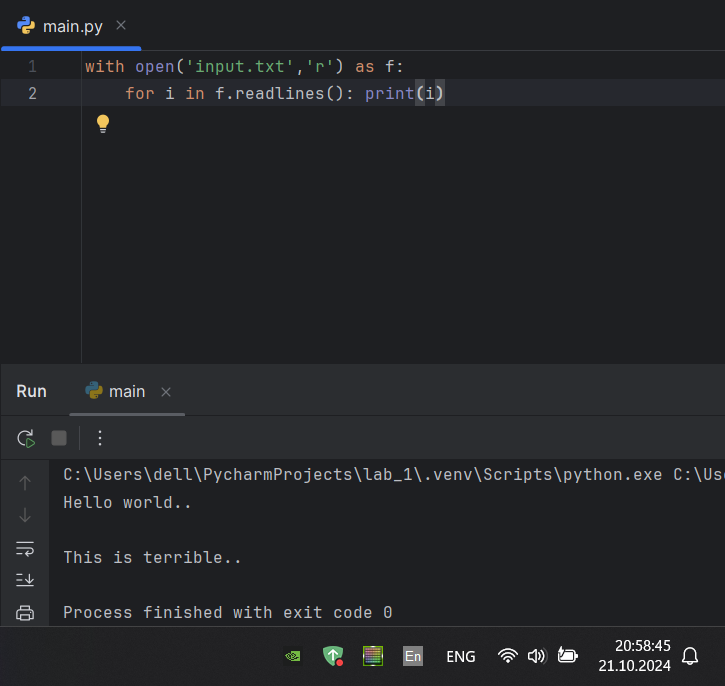 main.py
1 with open('input.txt','r') as f:
2 for i in f.readlines(): print(i)
Run main
C:\Users\dell\PycharmProjects\lab_1\.venv\Scripts\python.exe C:\Use
Hello world..
This is terrible..
Process finished with exit code 0
En ENG 20:58:45
21.10.2024